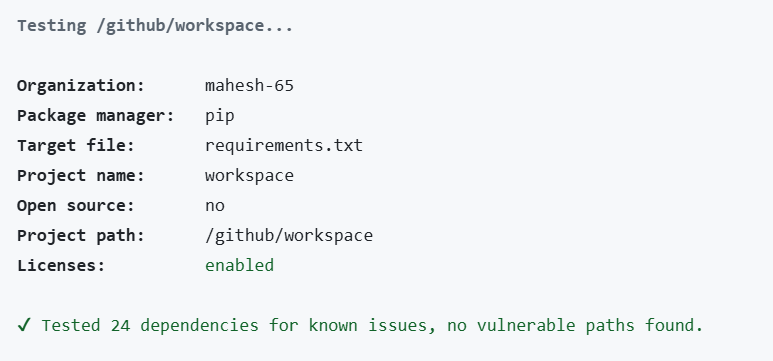 Testing /github/workspace...
Organization: mahesh-65
Package manager: pip
Target file: requirements.txt
Project name: workspace
Open source: no
Project path: /github/workspace
Licenses: enabled
✓ Tested 24 dependencies for known issues, no vulnerable paths found.